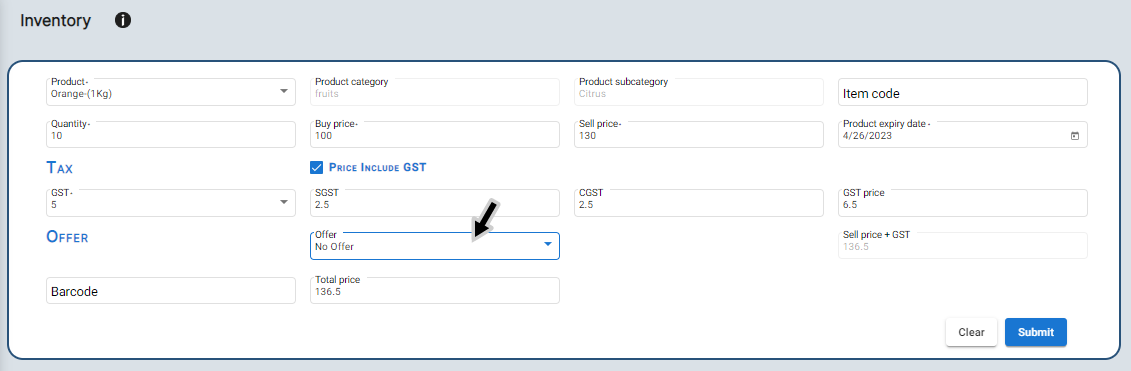 Inventory
Product-
Orange-(1Kg)
Product category
fruits
Product subcategory
Citrus
Item code
Quantity-
10
Buy price-
100
Sell price-
130
Product expiry date -
4/26/2023
Tax
Price Include GST
GST-
5
SGST
2.5
CGST
2.5
GST price
6.5
Offer
Offer
No Offer
Sell price + GST
136.5
Barcode
Total price
136.5
Clear
Submit